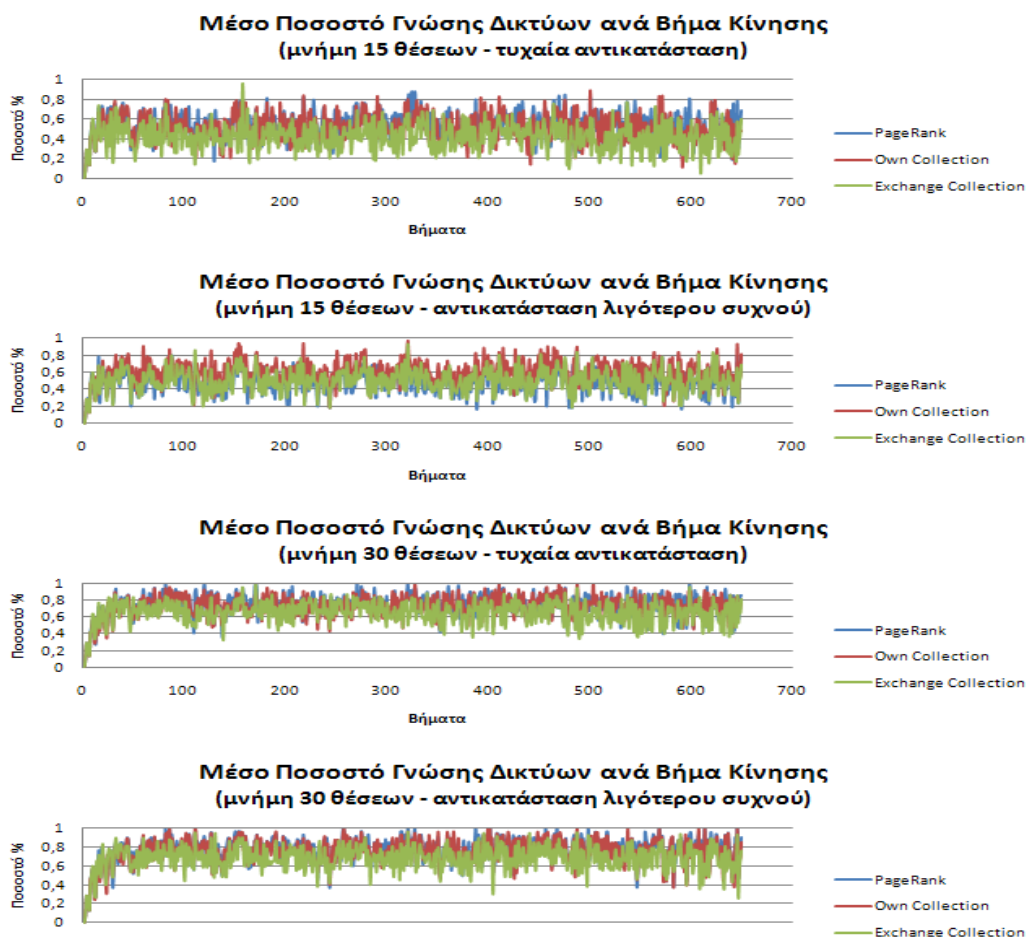 Μέσο Ποσοστό Γνώσης Δικτύων ανά Βήμα Κίνησης
(μνήμη 15 θέσεων - τυχαία αντικατάσταση)
Ποσοστό %
1
0,8
0,6
0,4
0,2
0
0 100 200 300 400 500 600 700
Βήματα
PageRank
Own Collection
Exchange Collection
Μέσο Ποσοστό Γνώσης Δικτύων ανά Βήμα Κίνησης
(μνήμη 15 θέσεων - αντικατάσταση λιγότερου συχνού)
Ποσοστό %
1
0,8
0,6
0,4
0,2
0
0 100 200 300 400 500 600 700
Βήματα
PageRank
Own Collection
Exchange Collection
Μέσο Ποσοστό Γνώσης Δικτύων ανά Βήμα Κίνησης
(μνήμη 30 θέσεων - τυχαία αντικατάσταση)
Ποσοστό %
1
0,8
0,6
0,4
0,2
0
0 100 200 300 400 500 600 700
Βήματα
PageRank
Own Collection
Exchange Collection
Μέσο Ποσοστό Γνώσης Δικτύων ανά Βήμα Κίνησης
(μνήμη 30 θέσεων - αντικατάσταση λιγότερου συχνού)
Ποσοστό %
1
0,8
0,6
0,4
0,2
0
PageRank
Own Collection
Exchange Collection